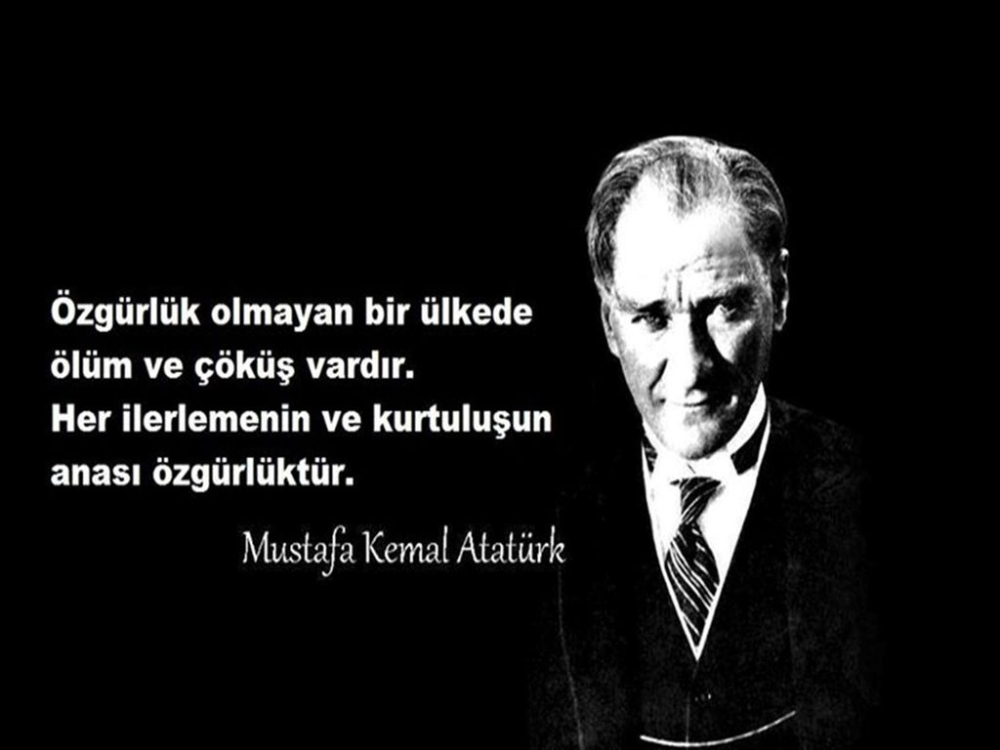 Özgürlük olmayan bir ülkede
ölüm ve çöküş vardır.
Her ilerlemenin ve kurtuluşun
anası özgürlüktür.
Mustafa Kemal Atatürk